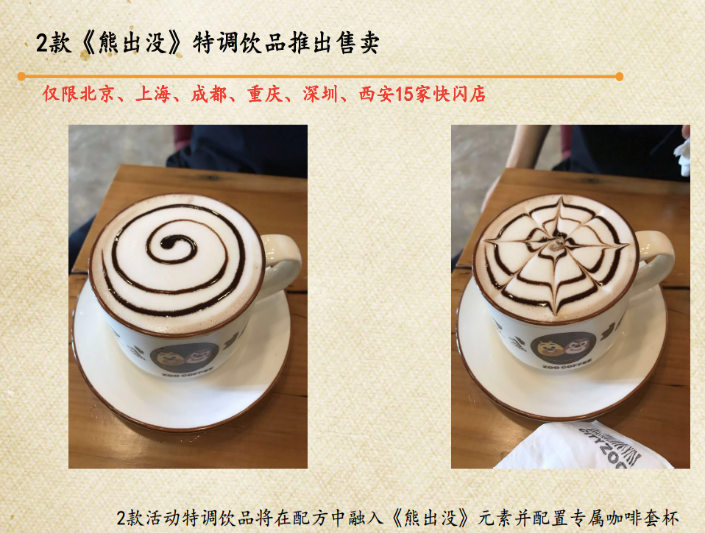 2款《熊出没》特调饮品推出售卖
仅限北京、上海、成都、重庆、深圳、西安15家快闪店
ZOO COFFEE
ZOO COFFEE
2款活动特调饮品将在配方中融入《熊出没》元素并配置专属咖啡套杯